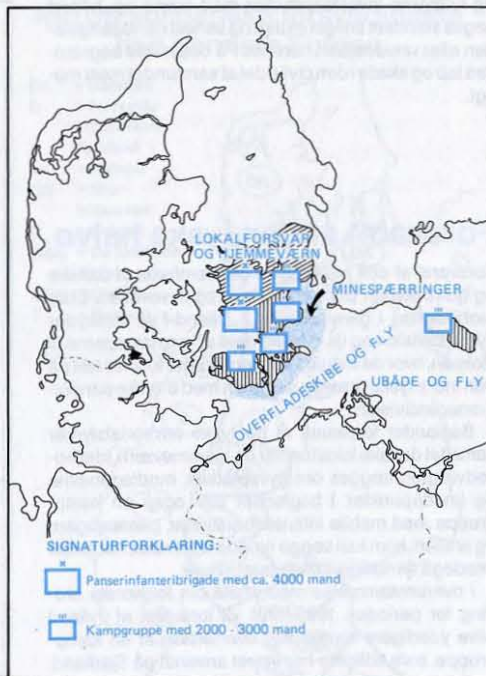 LOKALFORSVAR
OG HJEMMEVÆRN
MINESPÆRRINGER
OVERFLADESKIBE OG FLY
UBÅDE OG FLY
SIGNATURFORKLARING:
x
Panserinfanteribrigade med ca. 4000 mand
III
Kampgruppe med 2000 - 3000 mand